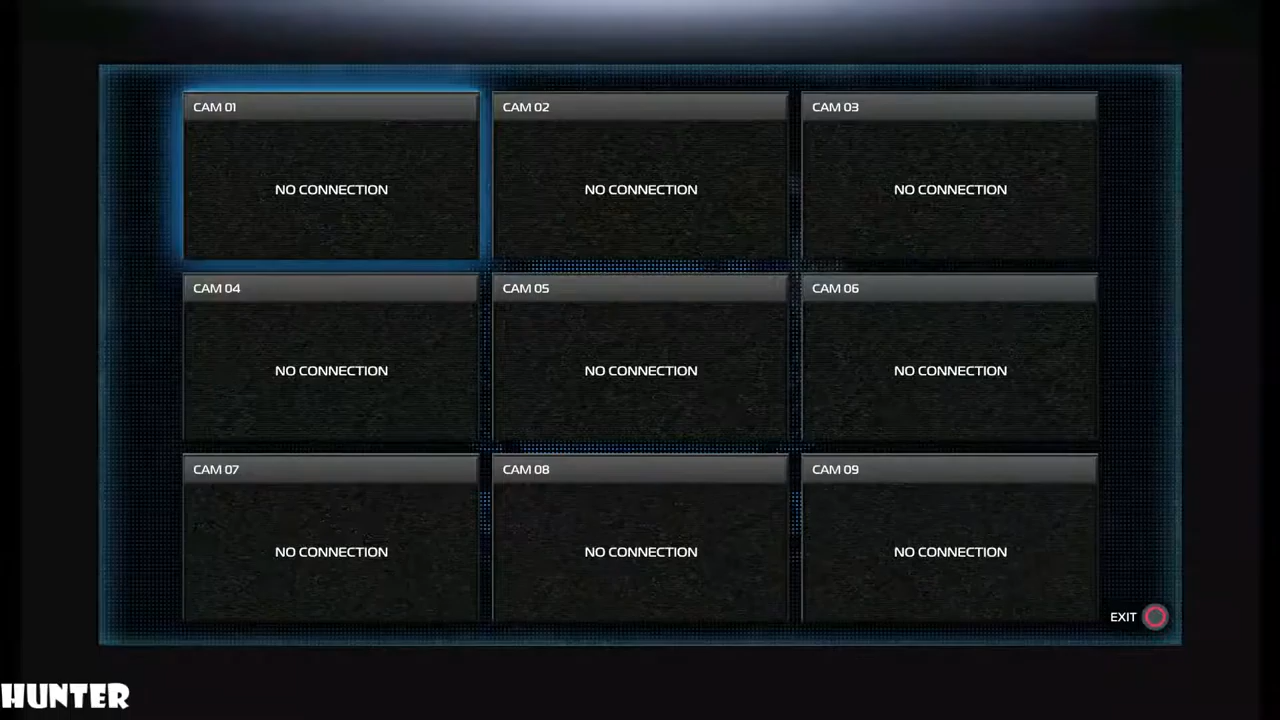 CAM 01
CAM 02
CAM 03
NO CONNECTION
NO CONNECTION
NO CONNECTION
CAM 04
CAM 05
CAM 06
NO CONNECTION
NO CONNECTION
NO CONNECTION
CAM 07
CAM 08
CAM 09
NO CONNECTION
NO CONNECTION
NO CONNECTION
EXIT
HUNTER